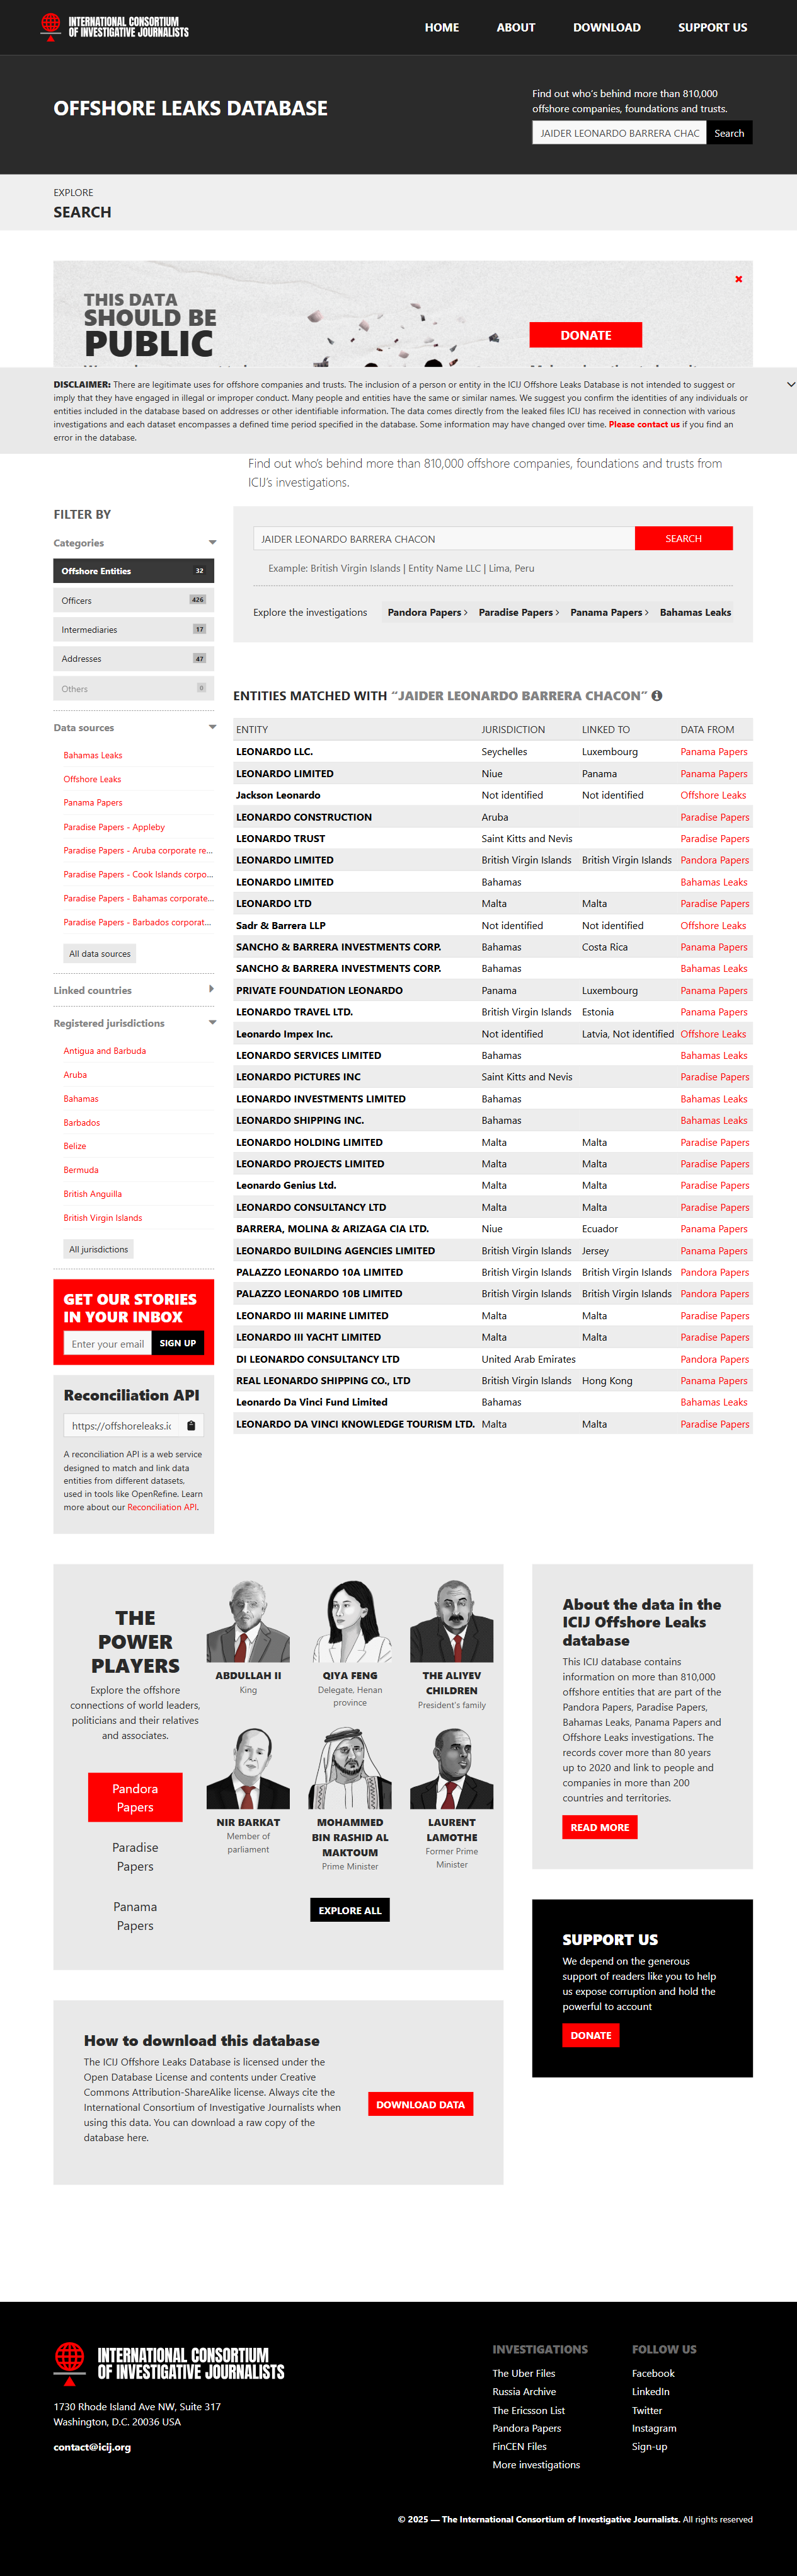 INTERNATIONAL CONSORTIUM
OF INVESTIGATIVE JOURNALISTS
HOME ABOUT DOWNLOAD SUPPORT US
OFFSHORE LEAKS DATABASE
Find out who's behind more than 810,000
offshore companies, foundations and trusts.
JAIDER LEONARDO BARRERA CHAC Search
EXPLORE
SEARCH
THIS DATA
SHOULD BE
PUBLIC
DONATE
DISCLAIMER: There are legitimate uses for offshore companies and trusts. The inclusion of a person or entity in the ICIJ Offshore Leaks Database is not intended to suggest or
imply that they have engaged in illegal or improper conduct. Many people and entities have the same or similar names. We suggest you confirm the identities of any individuals or
entities included in the database based on addresses or other identifiable information. The data comes directly from the leaked files ICIJ has received in connection with various
investigations and each dataset encompasses a defined time period specified in the database. Some information may have changed over time. Please contact us if you find an
error in the database.
Find out who's behind more than 810,000 offshore companies, foundations and trusts from
ICIJ's investigations.
FILTER BY
Categories
Offshore Entities 32
Officers 426
Intermediaries 17
Addresses 47
Others 8
Data sources
Bahamas Leaks
Offshore Leaks
Panama Papers
Paradise Papers - Appleby
Paradise Papers - Aruba corporate re...
Paradise Papers - Cook Islands corpo...
Paradise Papers - Bahamas corporate...
Paradise Papers - Barbados corporat...
All data sources
Linked countries
Registered jurisdictions
Antigua and Barbuda
Aruba
Bahamas
Barbados
Belize
Bermuda
British Anguilla
British Virgin Islands
All jurisdictions
GET OUR STORIES
IN YOUR INBOX
Enter your email SIGN UP
Reconciliation API
https://offshoreleaks.ic
A reconciliation API is a web service
designed to match and link data
entities from different datasets,
used in tools like OpenRefine. Learn
more about our Reconciliation API.
JAIDER LEONARDO BARRERA CHACON SEARCH
Example: British Virgin Islands | Entity Name LLC | Lima, Peru
Explore the investigations Pandora Papers Paradise Papers Panama Papers Bahamas Leaks
ENTITIES MATCHED WITH “JAIDER LEONARDO BARRERA CHACON”
ENTITY JURISDICTION LINKED TO DATA FROM
LEONARDO LLC. Seychelles Luxembourg Panama Papers
LEONARDO LIMITED Niue Panama Panama Papers
Jackson Leonardo Not identified Not identified Offshore Leaks
LEONARDO CONSTRUCTION Aruba Paradise Papers
LEONARDO TRUST Saint Kitts and Nevis Paradise Papers
LEONARDO LIMITED British Virgin Islands British Virgin Islands Pandora Papers
LEONARDO LIMITED Bahamas Bahamas Leaks
LEONARDO LTD Malta Malta Paradise Papers
Sadr & Barrera LLP Not identified Not identified Offshore Leaks
SANCHO & BARRERA INVESTMENTS CORP. Bahamas Costa Rica Panama Papers
SANCHO & BARRERA INVESTMENTS CORP. Bahamas Bahamas Leaks
PRIVATE FOUNDATION LEONARDO Panama Luxembourg Panama Papers
LEONARDO TRAVEL LTD. British Virgin Islands Estonia Panama Papers
Leonardo Impex Inc. Not identified Latvia, Not identified Offshore Leaks
LEONARDO SERVICES LIMITED Bahamas Bahamas Leaks
LEONARDO PICTURES INC Saint Kitts and Nevis Paradise Papers
LEONARDO INVESTMENTS LIMITED Bahamas Bahamas Leaks
LEONARDO SHIPPING INC. Bahamas Bahamas Leaks
LEONARDO HOLDING LIMITED Malta Malta Paradise Papers
LEONARDO PROJECTS LIMITED Malta Malta Paradise Papers
Leonardo Genius Ltd. Malta Malta Paradise Papers
LEONARDO CONSULTANCY LTD Malta Malta Paradise Papers
BARRERA, MOLINA & ARIZAGA CIA LTD. Niue Ecuador Panama Papers
LEONARDO BUILDING AGENCIES LIMITED British Virgin Islands Jersey Panama Papers
PALAZZO LEONARDO 10A LIMITED British Virgin Islands British Virgin Islands Pandora Papers
PALAZZO LEONARDO 10B LIMITED British Virgin Islands British Virgin Islands Pandora Papers
LEONARDO III MARINE LIMITED Malta Malta Paradise Papers
LEONARDO III YACHT LIMITED Malta Malta Paradise Papers
DI LEONARDO CONSULTANCY LTD United Arab Emirates Pandora Papers
REAL LEONARDO SHIPPING CO., LTD British Virgin Islands Hong Kong Panama Papers
Leonardo Da Vinci Fund Limited Bahamas Bahamas Leaks
LEONARDO DA VINCI KNOWLEDGE TOURISM LTD. Malta Malta Paradise Papers
THE
POWER
PLAYERS
Explore the offshore
connections of world leaders,
politicians and their relatives
and associates.
Pandora
Papers
Paradise
Papers
Panama
Papers
ABDULLAH II
King
QIYA FENG
Delegate, Henan
province
THE ALIYEV
CHILDREN
President's family
NIR BARKAT
Member of
parliament
MOHAMMED
BIN RASHID AL
MAKTOUM
Prime Minister
LAURENT
LAMOTHE
Former Prime
Minister
EXPLORE ALL
About the data in the
ICIJ Offshore Leaks
database
This ICIJ database contains
information on more than 810,000
offshore entities that are part of the
Pandora Papers, Paradise Papers,
Bahamas Leaks, Panama Papers and
Offshore Leaks investigations. The
records cover more than 80 years
up to 2020 and link to people and
companies in more than 200
countries and territories.
READ MORE
SUPPORT US
We depend on the generous
support of readers like you to help
us expose corruption and hold the
powerful to account
DONATE
How to download this database
The ICIJ Offshore Leaks Database is licensed under the
Open Database License and contents under Creative
Commons Attribution-ShareAlike license. Always cite the
International Consortium of Investigative Journalists when
using this data. You can download a raw copy of the
database here.
DOWNLOAD DATA
INTERNATIONAL CONSORTIUM
OF INVESTIGATIVE JOURNALISTS
1730 Rhode Island Ave NW, Suite 317
Washington, D.C. 20036 USA
contact@icij.org
INVESTIGATIONS
The Uber Files
Russia Archive
The Ericsson List
Pandora Papers
FinCEN Files
More investigations
FOLLOW US
Facebook
LinkedIn
Twitter
Instagram
Sign-up
© 2025 — The International Consortium of Investigative Journalists. All rights reserved